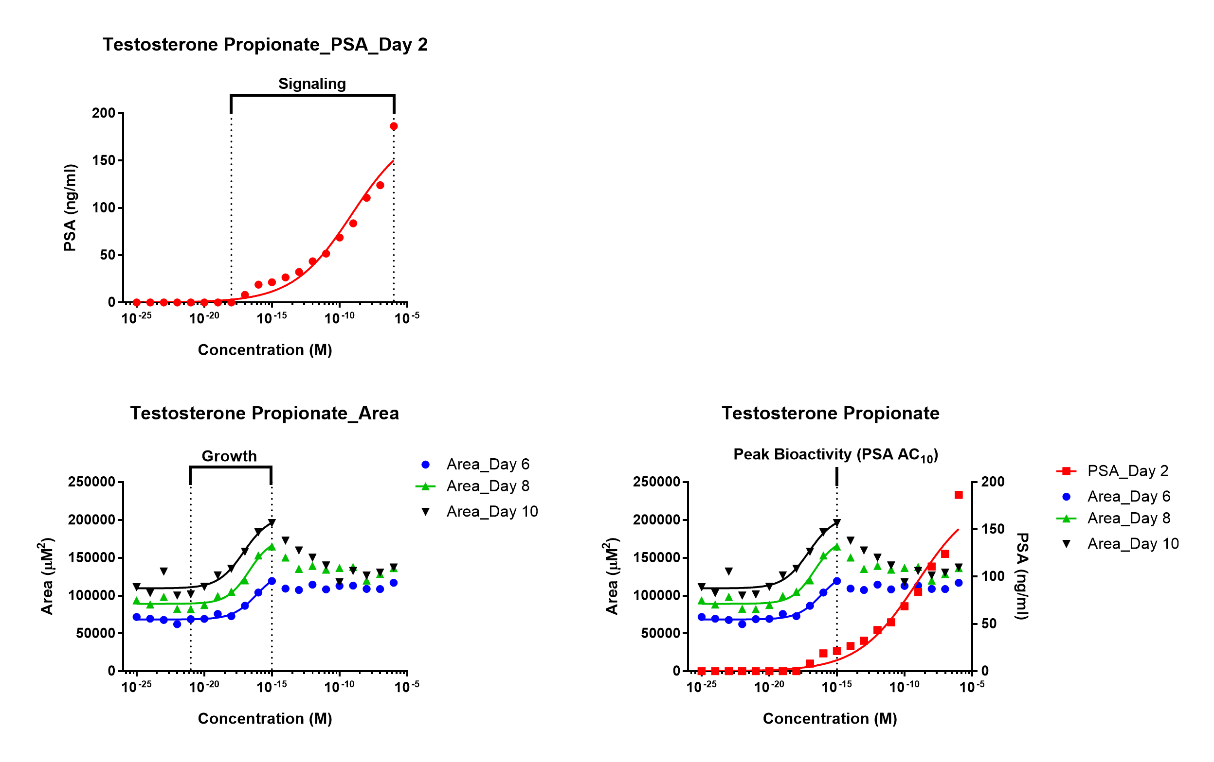 Testosterone Propionate_PSA_Day 2
Signaling
200
150
100
50
0
PSA (ng/ml)
10-25 10-20 10-15 10-10 10-5
Concentration (M)
Testosterone Propionate_Area
Growth
250000
200000
150000
100000
50000
0
Area (µM2)
10-25 10-20 10-15 10-10 10-5
Concentration (M)
Area_Day 6
Area_Day 8
Area_Day 10
Testosterone Propionate
Peak Bioactivity (PSA AC10)
250000
200000
150000
100000
50000
0
Area (µM2)
200
150
100
50
0
PSA (ng/ml)
10-25 10-20 10-15 10-10 10-5
Concentration (M)
PSA_Day 2
Area_Day 6
Area_Day 8
Area_Day 10